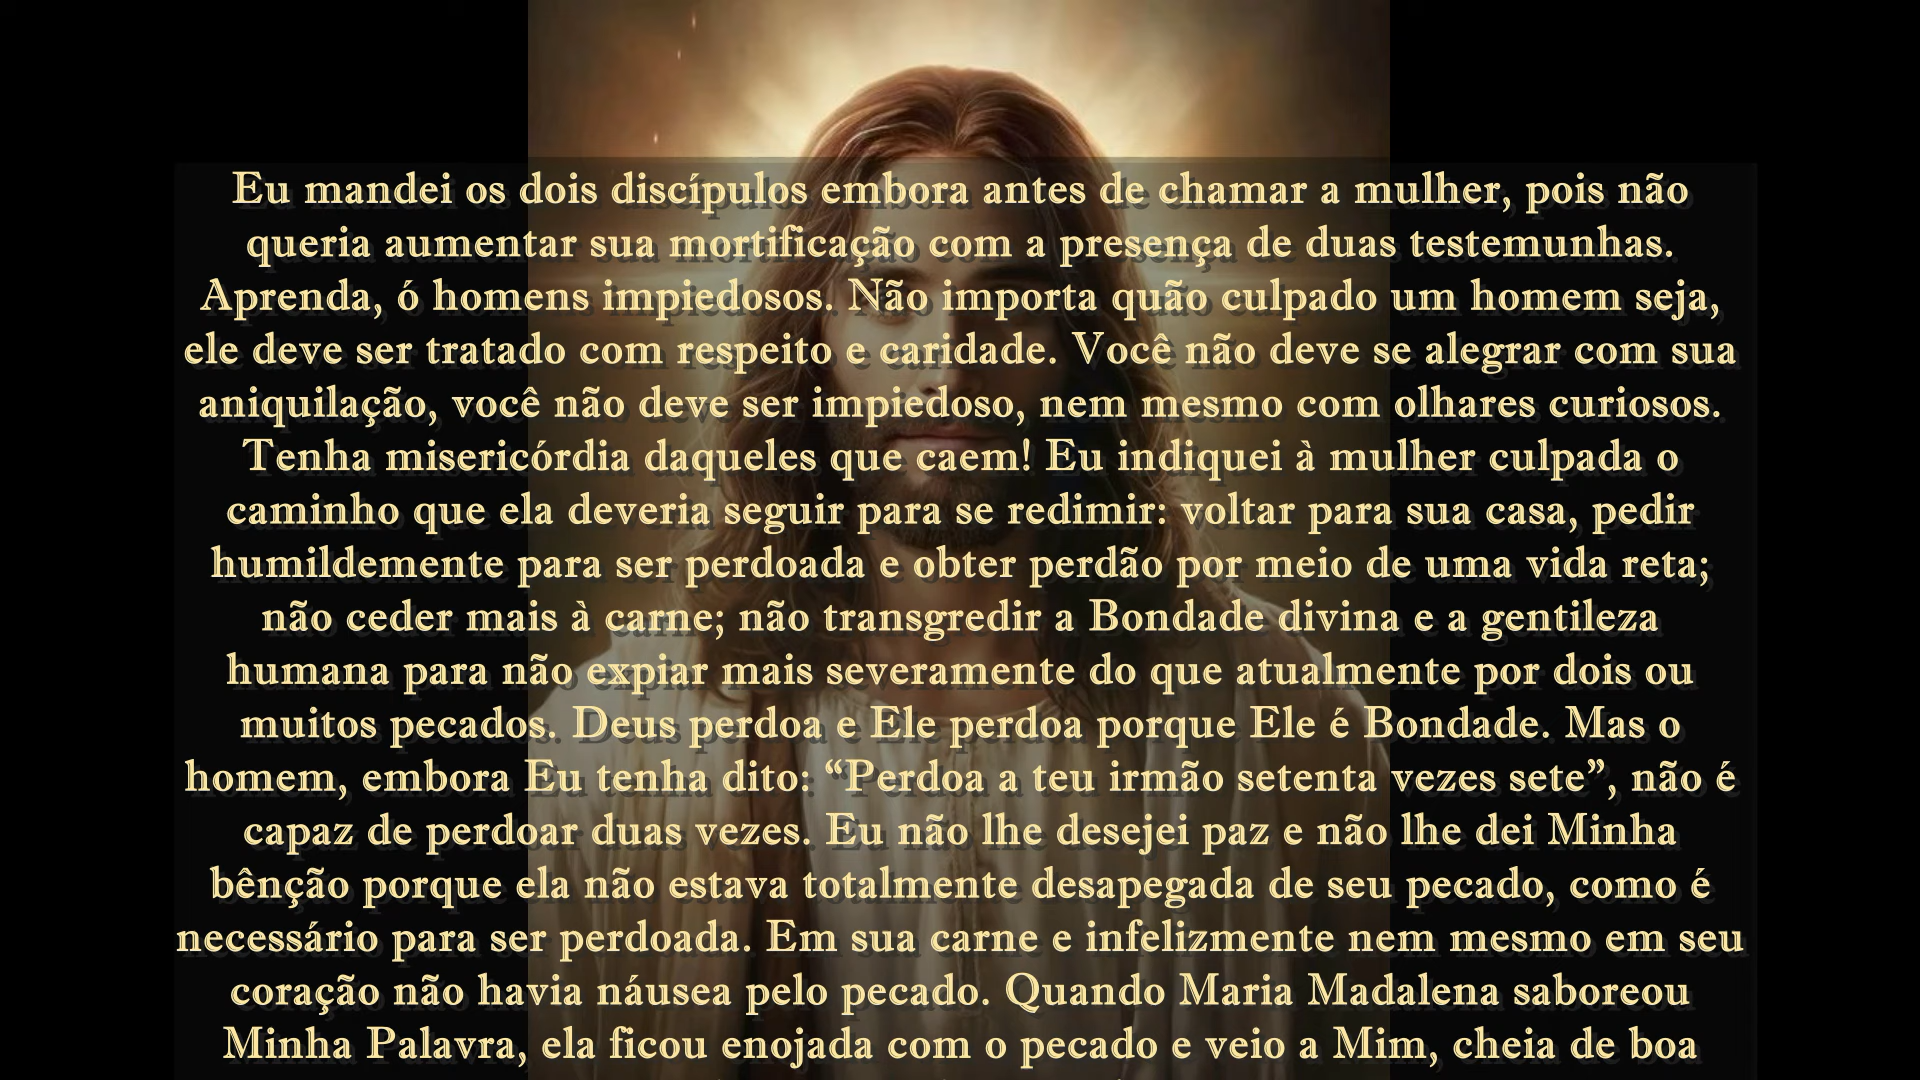 Eu mandei os dois discípulos embora antes de chamar a mulher, pois não
queria aumentar sua mortificação com a presença de duas testemunhas.
Aprenda, ó homens impiedosos. Não importa quão culpado um homem seja,
ele deve ser tratado com respeito e caridade. Você não deve se alegrar com sua
aniquilação, você não deve ser impiedoso, nem mesmo com olhares curiosos.
Tenha misericórdia daqueles que caem! Eu indiquei à mulher culpada o
caminho que ela deveria seguir para se redimir: voltar para sua casa, pedir
humildemente para ser perdoada e obter perdão por meio de uma vida reta;
não ceder mais à carne; não transgredir a Bondade divina e a gentileza
humana para não expiar mais severamente do que atualmente por dois ou
muitos pecados. Deus perdoa e Ele perdoa porque Ele é Bondade. Mas o
homem, embora Eu tenha dito: “Perdoa a teu irmão setenta vezes sete”, não é
capaz de perdoar duas vezes. Eu não lhe desejei paz e não lhe dei Minha
bênção porque ela não estava totalmente desapegada de seu pecado, como é
necessário para ser perdoada. Em sua carne e infelizmente nem mesmo em seu
coração não havia náusea pelo pecado. Quando Maria Madalena saboreou
Minha Palavra, ela ficou enojada com o pecado e veio a Mim, cheia de boa